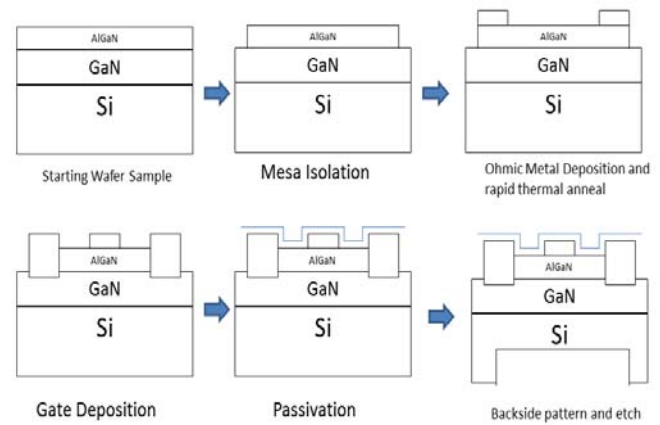 AlGaN
GaN
Si
Starting Wafer Sample
AlGaN
GaN
Si
Mesa Isolation
AlGaN
GaN
Si
Ohmic Metal Deposition and
rapid thermal anneal
AlGaN
GaN
Si
Gate Deposition
AlGaN
GaN
Si
Passivation
AlGaN
GaN
Si
Backside pattern and etch